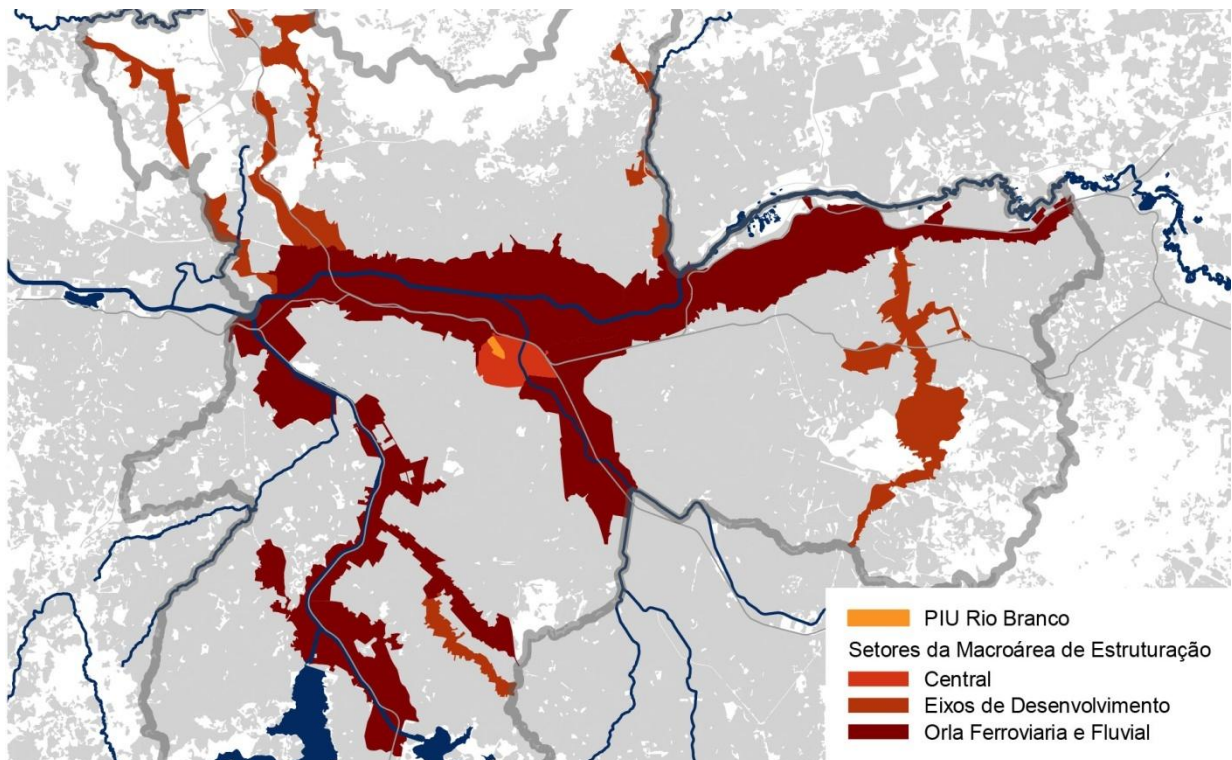 PIU Rio Branco
Setores da Macroárea de Estruturação
Central
Eixos de Desenvolvimento
Orla Ferroviaria e Fluvial